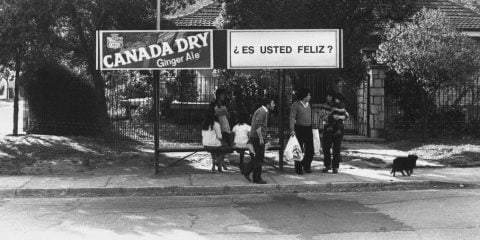 CANADA DRY
Ginger Ale
¿ ES USTED FELIZ ?